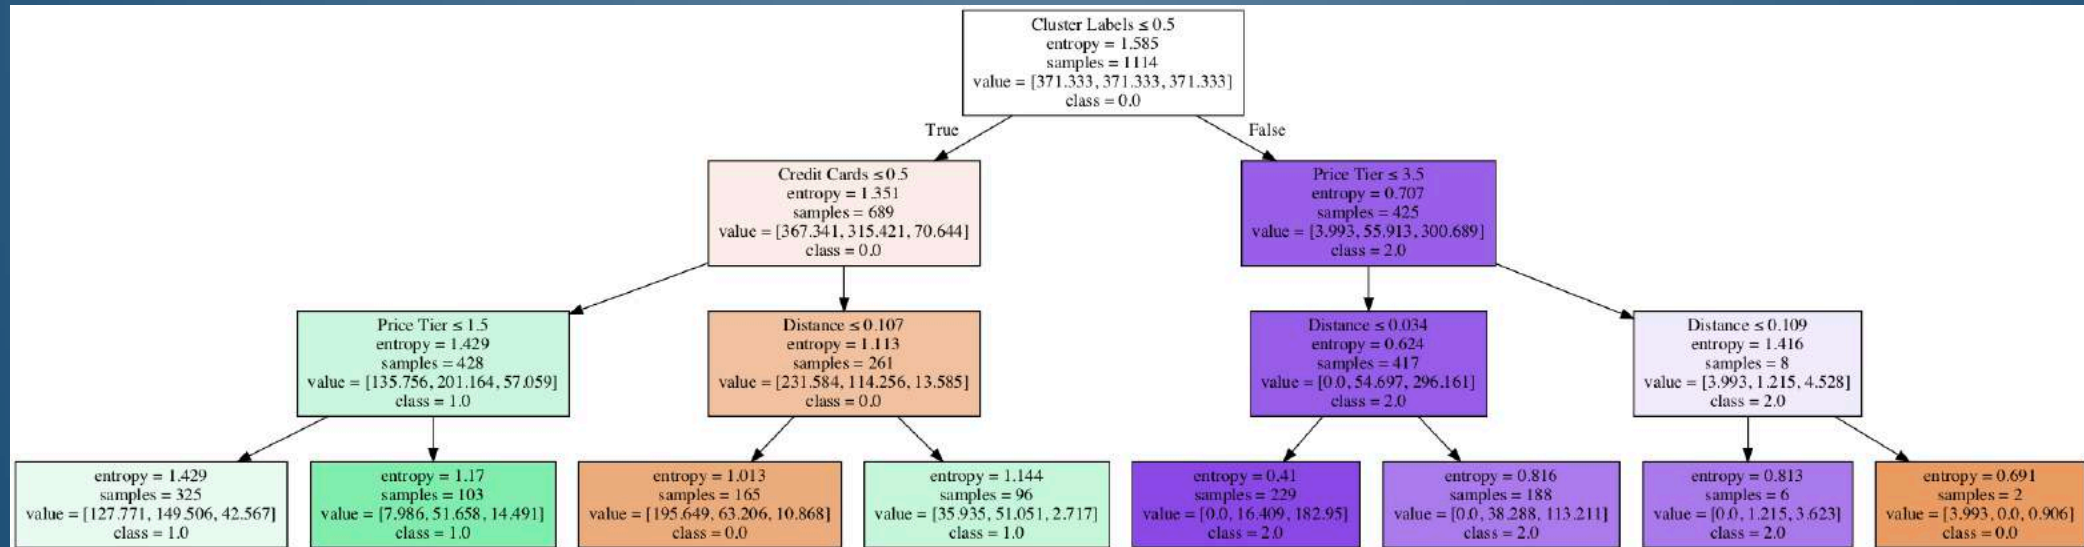 Cluster Labels ≤ 0.5
entropy = 1.585
samples = 1114
value = [371.333, 371.333, 371.333]
class = 0.0
True
False
Credit Cards ≤ 0.5
entropy = 1.351
samples = 689
value = [367.341, 315.421, 70.644]
class = 0.0
Price Tier ≤ 3.5
entropy = 0.707
samples = 425
value = [3.993, 55.913, 300.689]
class = 2.0
Price Tier ≤ 1.5
entropy = 1.429
samples = 428
value = [135.756, 201.164, 57.059]
class = 1.0
Distance ≤ 0.107
entropy = 1.113
samples = 261
value = [231.584, 114.256, 13.585]
class = 0.0
Distance ≤ 0.034
entropy = 0.624
samples = 417
value = [0.0, 54.697, 296.161]
class = 2.0
Distance ≤ 0.109
entropy = 1.416
samples = 8
value = [3.993, 1.215, 4.528]
class = 2.0
entropy = 1.429
samples = 325
value = [127.771, 149.506, 42.567]
class = 1.0
entropy = 1.17
samples = 103
value = [7.986, 51.658, 14.491]
class = 1.0
entropy = 1.013
samples = 165
value = [195.649, 63.206, 10.868]
class = 0.0
entropy = 1.144
samples = 96
value = [35.935, 51.051, 2.717]
class = 1.0
entropy = 0.41
samples = 229
value = [0.0, 16.409, 182.95]
class = 2.0
entropy = 0.816
samples = 188
value = [0.0, 38.288, 113.211]
class = 2.0
entropy = 0.813
samples = 6
value = [0.0, 1.215, 3.623]
class = 2.0
entropy = 0.691
samples = 2
value = [3.993, 0.0, 0.906]
class = 0.0